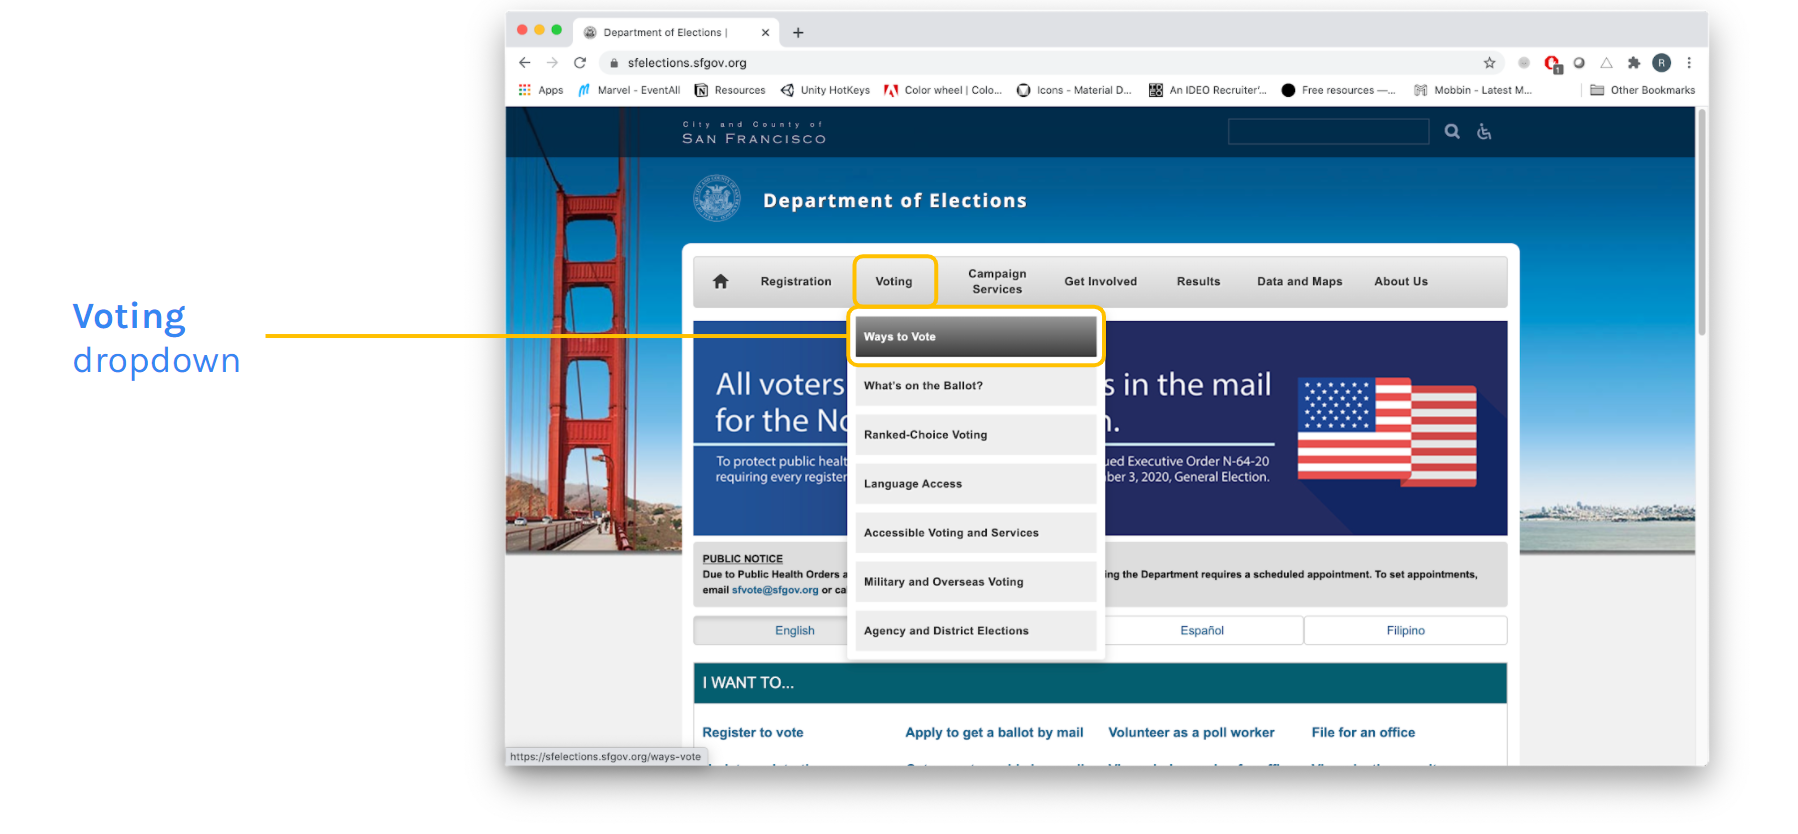 Voting
dropdown
Department of Elections |
sfelections.sfgov.org
R
1
Apps
Marvel - EventAll
Resources
Unity HotKeys
Color wheel | Colo...
Icons - Material D...
An IDEO Recruiter'...
Free resources —...
Mobbin - Latest M...
Other Bookmarks
City and County of
SAN FRANCISCO
Department of Elections
Registration
Voting
Campaign
Services
Get Involved
Results
Data and Maps
About Us
Ways to Vote
What's on the Ballot?
Ranked-Choice Voting
Language Access
Accessible Voting and Services
Military and Overseas Voting
Agency and District Elections
All voters s in the mail
for the No n.
To protect public healt ued Executive Order N-64-20
requiring every register ber 3, 2020, General Election.
PUBLIC NOTICE
Due to Public Health Orders a ing the Department requires a scheduled appointment. To set appointments,
email sfvote@sfgov.org or ca
English
Español
Filipino
I WANT TO...
Register to vote
Apply to get a ballot by mail
Volunteer as a poll worker
File for an office
https://sfelections.sfgov.org/ways-vote